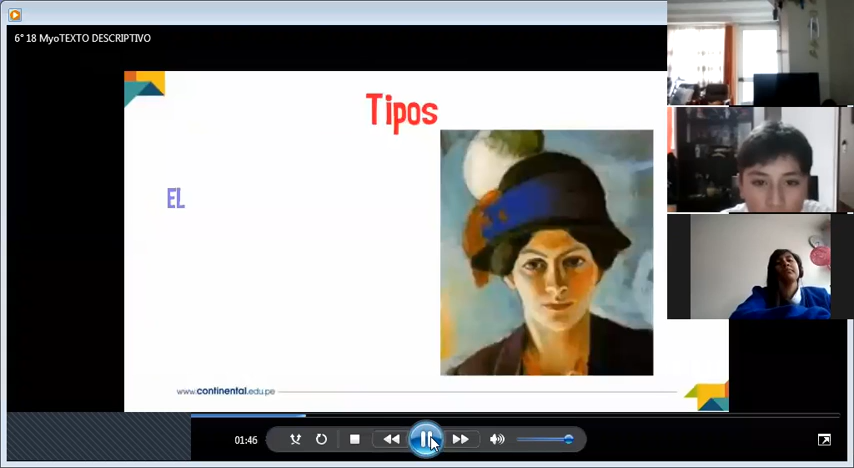 6° 18 MyoTEXTO DESCRIPTIVO
Tipos
EL
www.continental.edu.pe
01:46